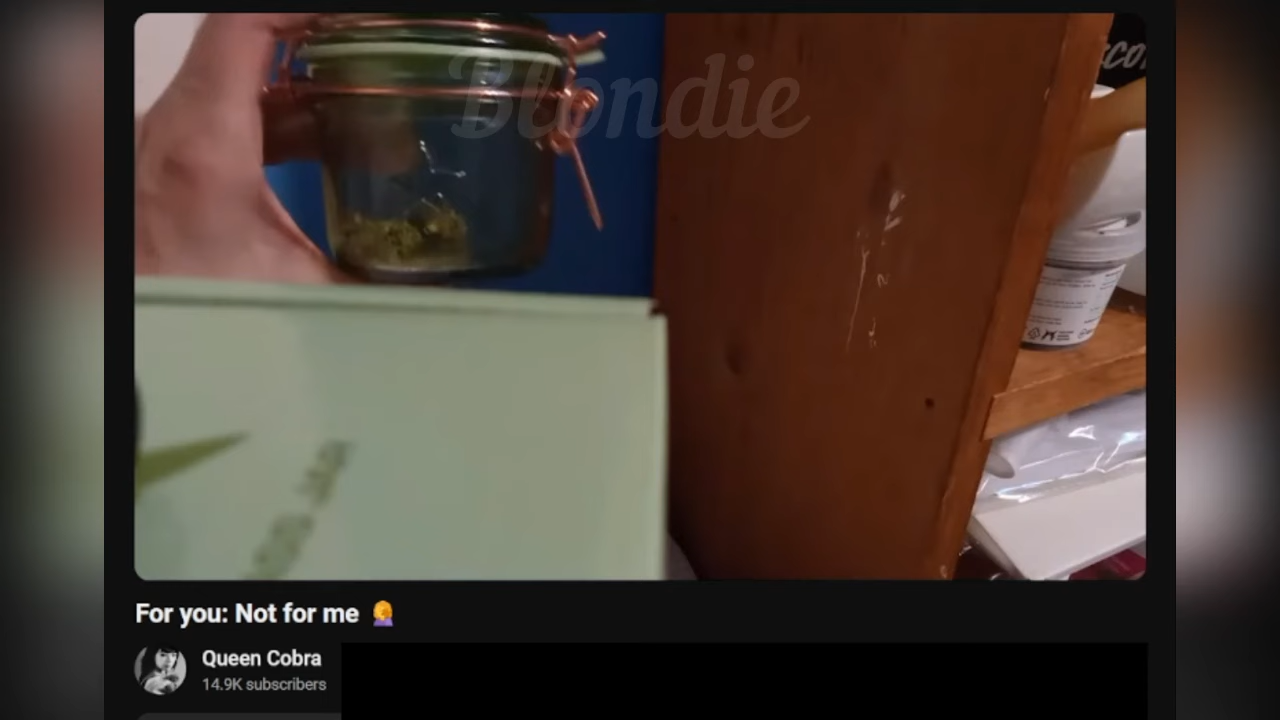 Blondie
For you: Not for me 🤦‍♀️
Queen Cobra
14.9K subscribers